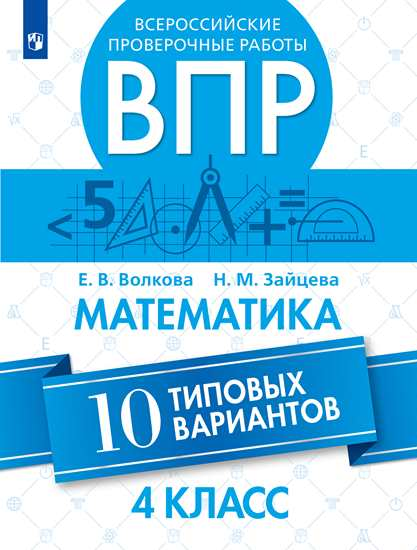 ВСЕРОССИЙСКИЕ
ПРОВЕРОЧНЫЕ РАБОТЫ
ВПР
< 5 + =
Е. В. Волкова Н. М. Зайцева
МАТЕМАТИКА
10 ТИПОВЫХ
ВАРИАНТОВ
4 КЛАСС